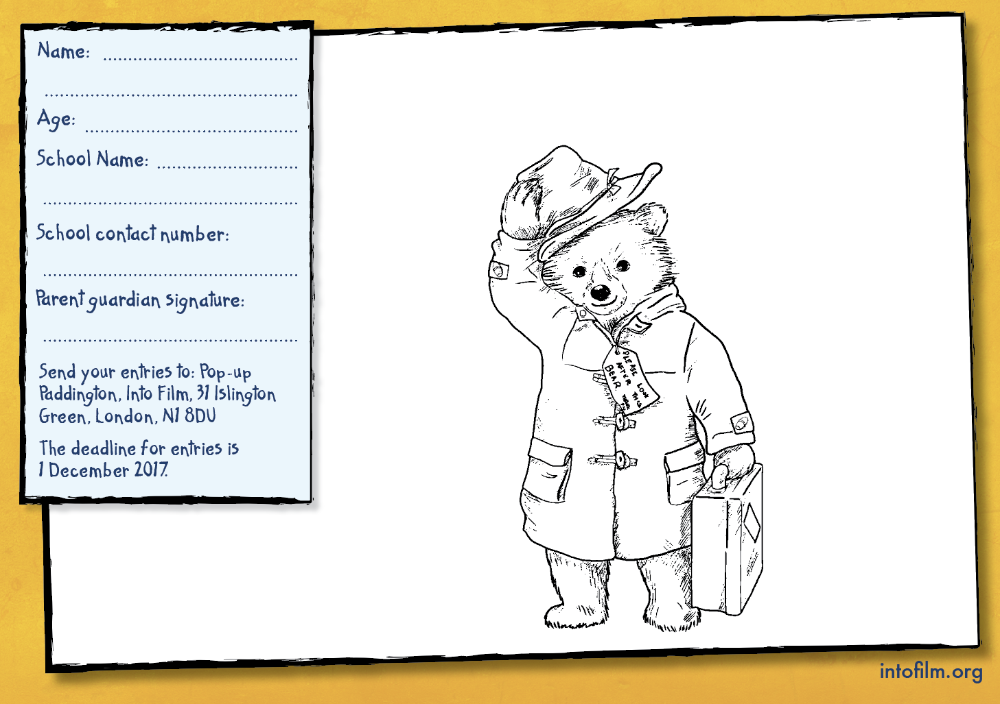 Name:
Age:
School Name:
School contact number:
Parent guardian signature:
Send your entries to: Pop-up
Paddington, Into Film, 31 Islington
Green, London, N1 8DU
The deadline for entries is
1 December 2017.
PLEASE LOOK
AFTER THIS
BEAR
THANK
intofilm.org